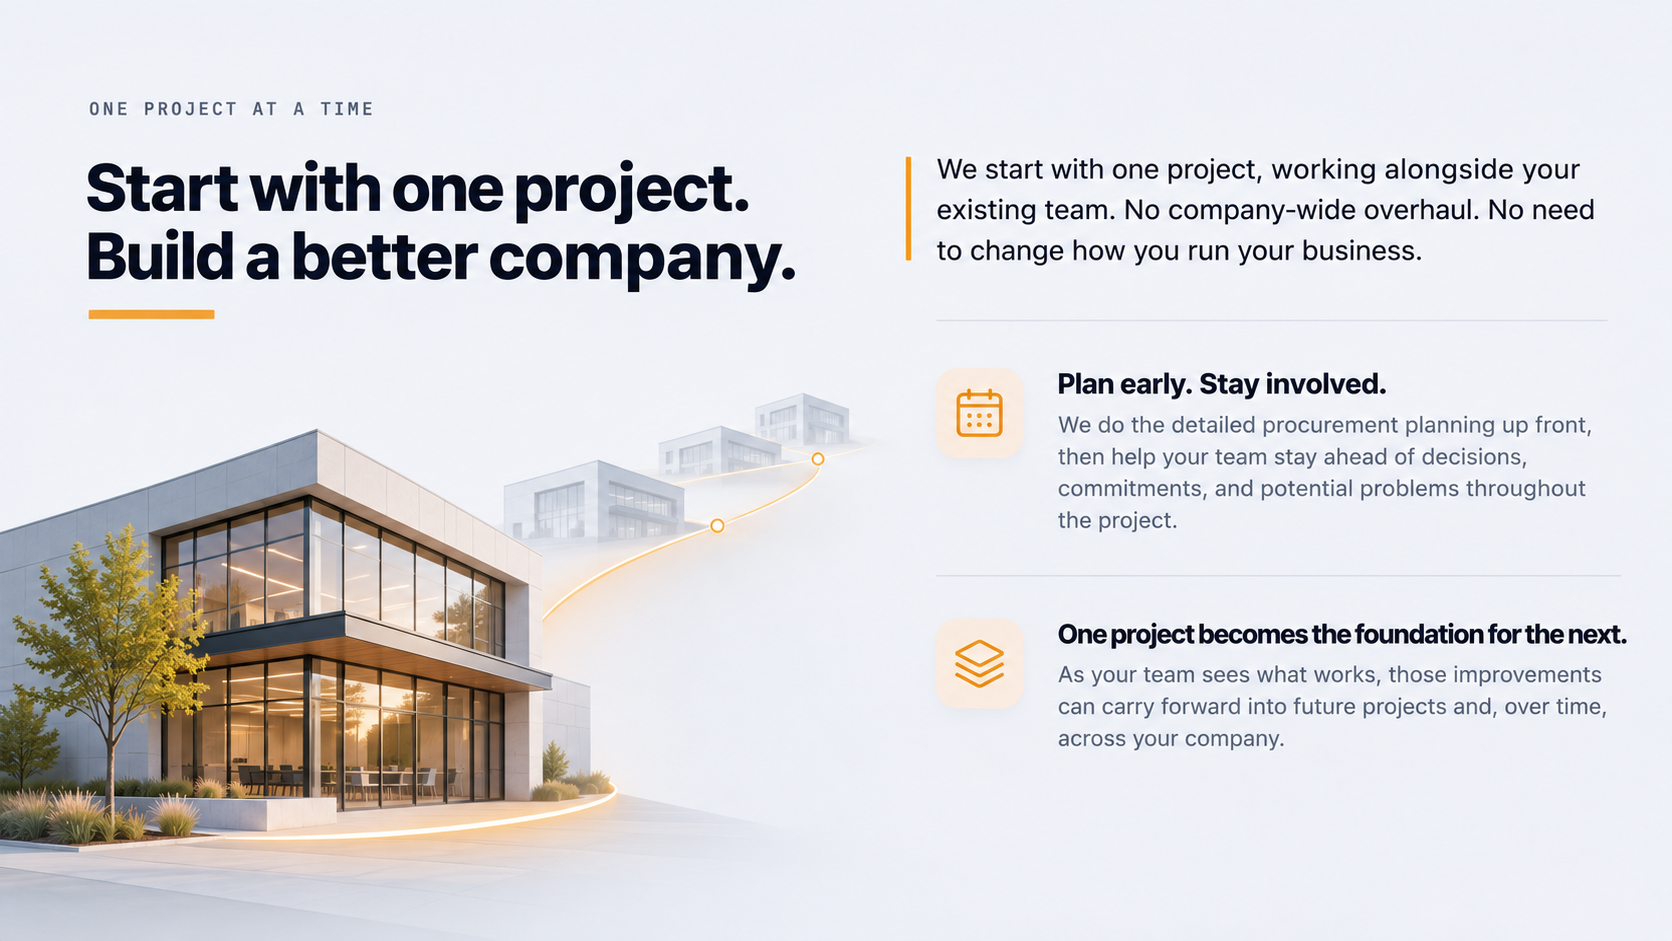 ONE PROJECT AT A TIME
Start with one project.
Build a better company.
We start with one project, working alongside your
existing team. No company-wide overhaul. No need
to change how you run your business.
Plan early. Stay involved.
We do the detailed procurement planning up front,
then help your team stay ahead of decisions,
commitments, and potential problems throughout
the project.
One project becomes the foundation for the next.
As your team sees what works, those improvements
can carry forward into future projects and, over time,
across your company.